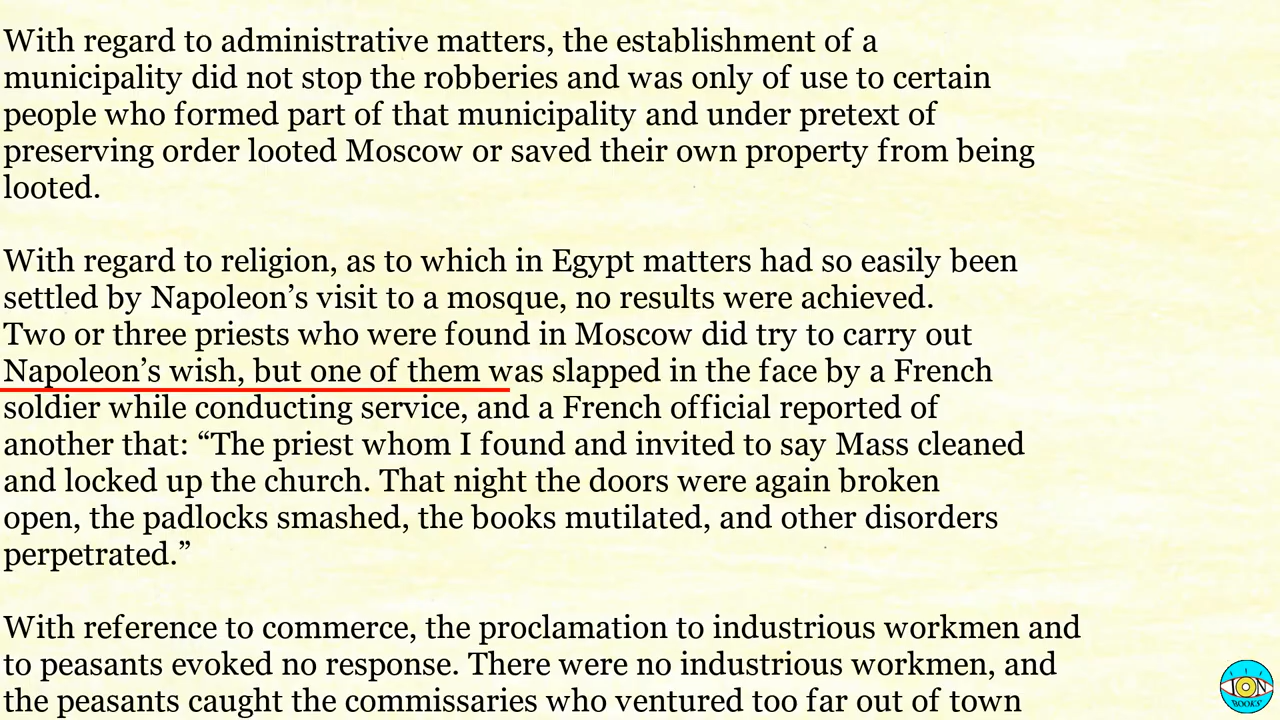 With regard to administrative matters, the establishment of a
municipality did not stop the robberies and was only of use to certain
people who formed part of that municipality and under pretext of
preserving order looted Moscow or saved their own property from being
looted.
With regard to religion, as to which in Egypt matters had so easily been
settled by Napoleon’s visit to a mosque, no results were achieved.
Two or three priests who were found in Moscow did try to carry out
Napoleon’s wish, but one of them was slapped in the face by a French
soldier while conducting service, and a French official reported of
another that: “The priest whom I found and invited to say Mass cleaned
and locked up the church. That night the doors were again broken
open, the padlocks smashed, the books mutilated, and other disorders
perpetrated.”
With reference to commerce, the proclamation to industrious workmen and
to peasants evoked no response. There were no industrious workmen, and
the peasants caught the commissaries who ventured too far out of town
ION
BOOKS